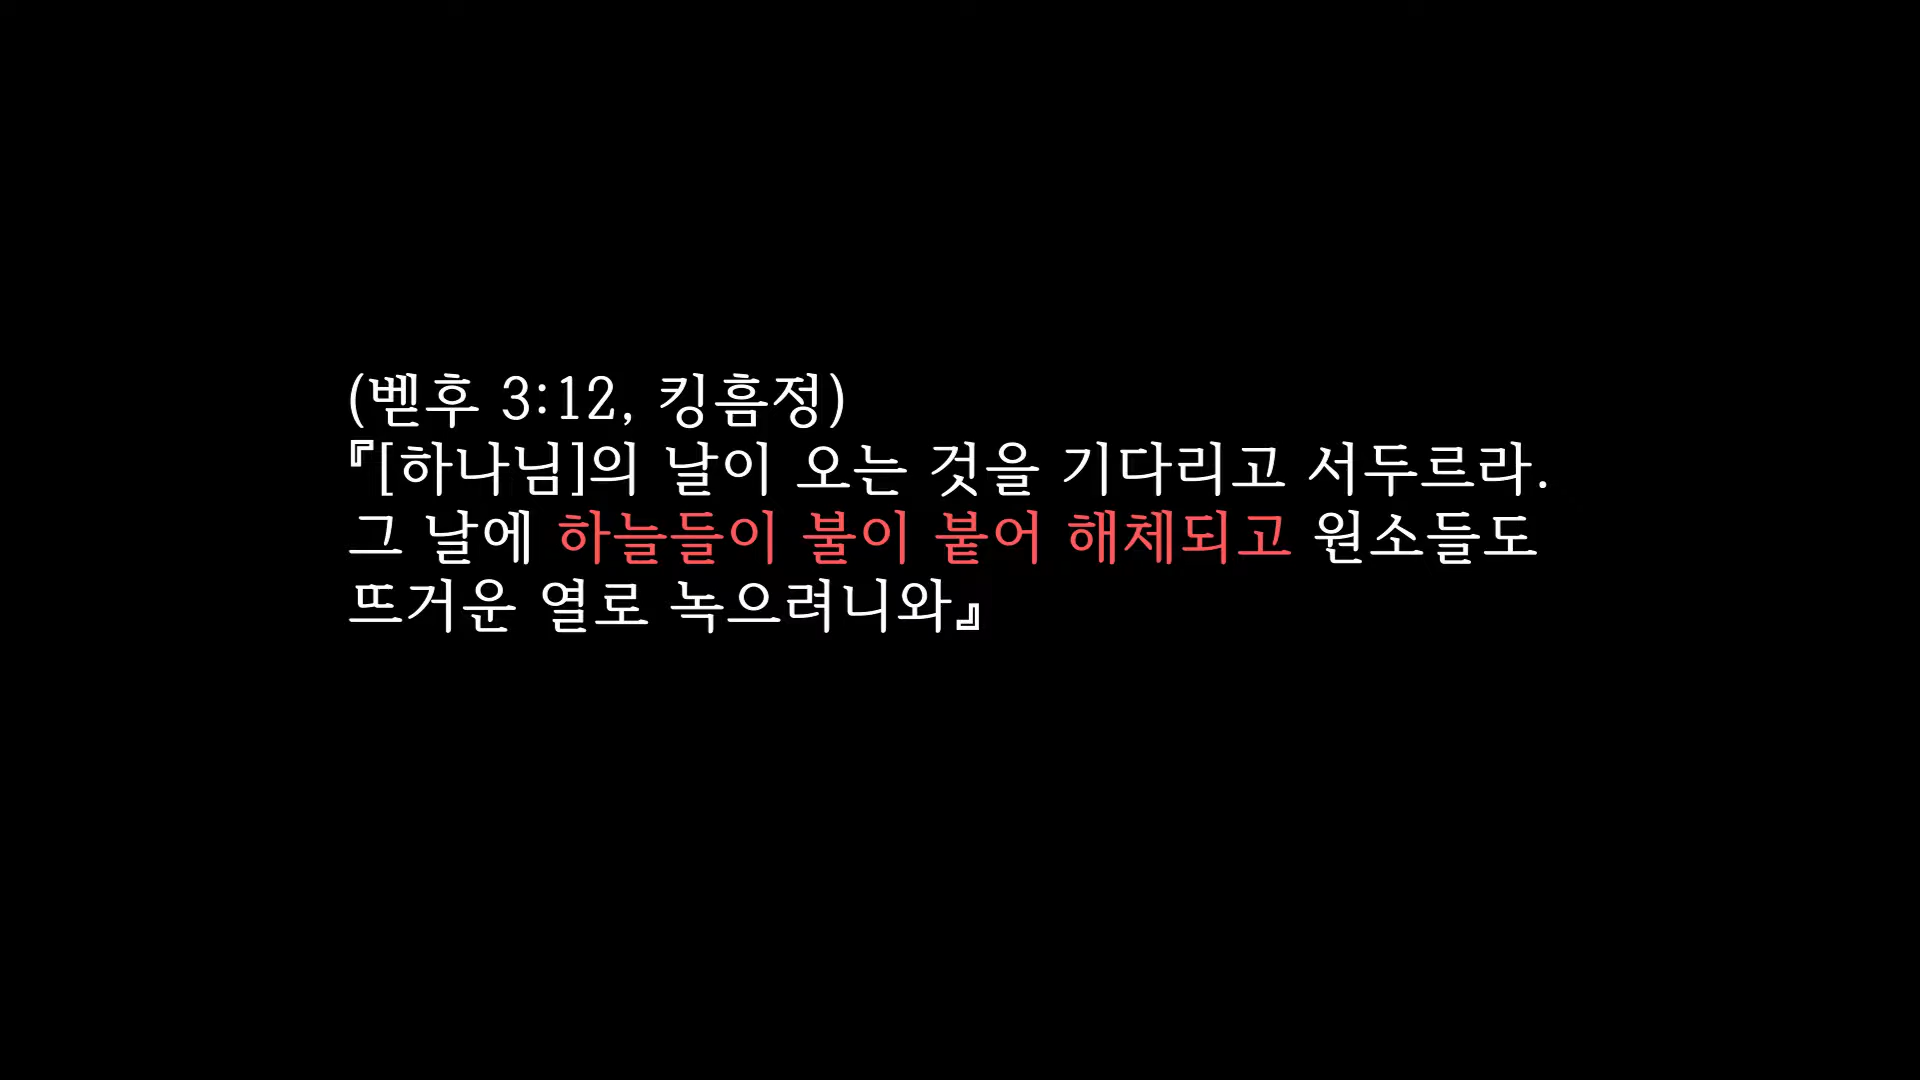 (벧후 3:12, 킹흠정)
『[하나님]의 날이 오는 것을 기다리고 서두르라.
그 날에 하늘들이 불이 붙어 해체되고 원소들도
뜨거운 열로 녹으려니와』